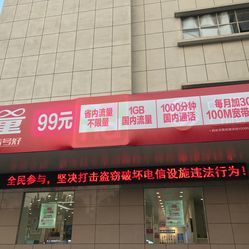 量
99元
省内流量
不限量
1GB
国内流量
1000分钟
国内通话
每月加30
100M宽带
全民参与，坚决打击盗窃破坏电信设施违法行为！